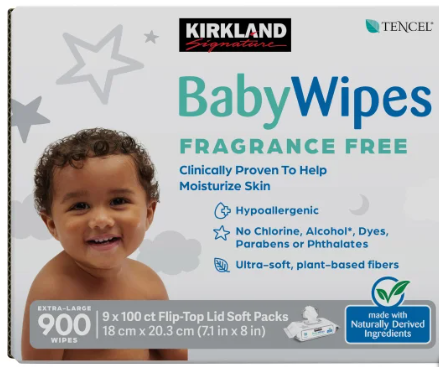 KIRKLAND
Signature
TENCEL™
BabyWipes
FRAGRANCE FREE
Clinically Proven To Help
Moisturize Skin
Hypoallergenic
No Chlorine, Alcohol*, Dyes,
Parabens or Phthalates
Ultra-soft, plant-based fibers
EXTRA-LARGE
900
WIPES
9 x 100 ct Flip-Top Lid Soft Packs
18 cm x 20.3 cm (7.1 in x 8 in)
made with
Naturally Derived
Ingredients